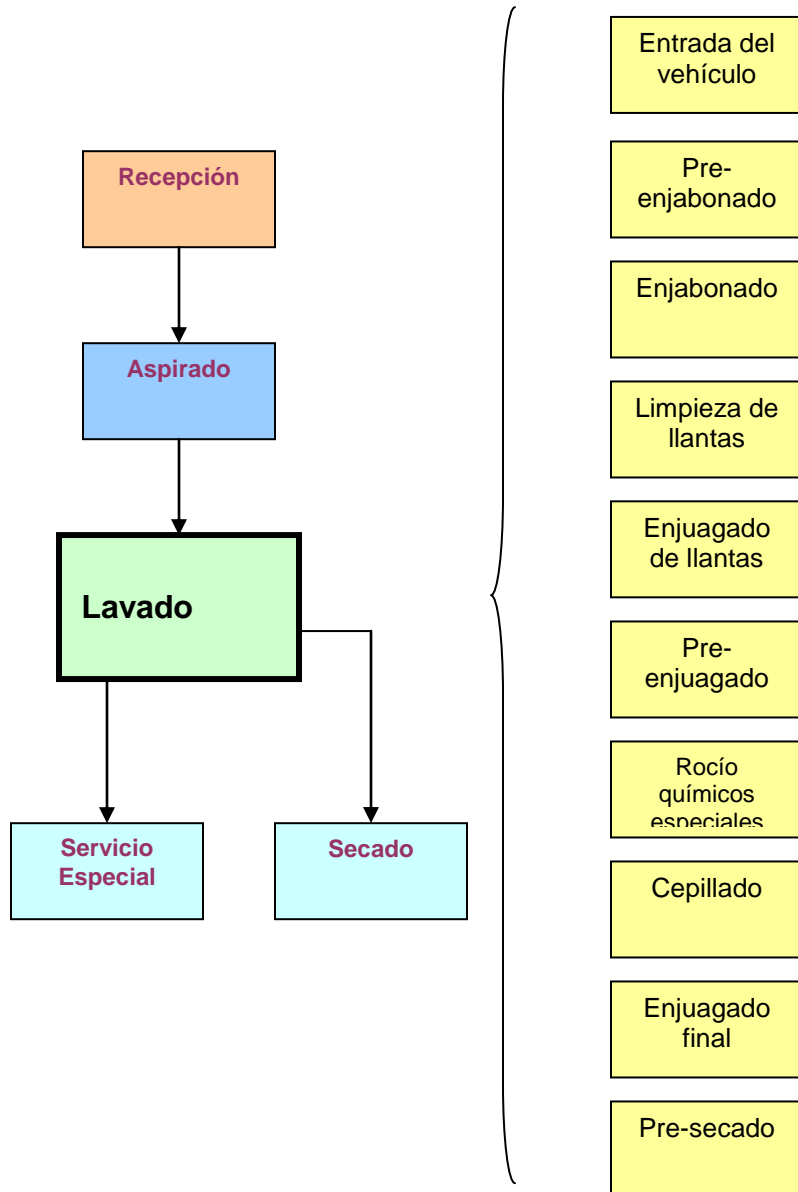 Recepción
Aspirado
Lavado
Servicio
Especial
Secado
Entrada del
vehículo
Pre-
enjabonado
Enjabonado
Limpieza de
llantas
Enjuagado
de llantas
Pre-
enjuagado
Rocío
químicos
especiales
Cepillado
Enjuagado
final
Pre-secado